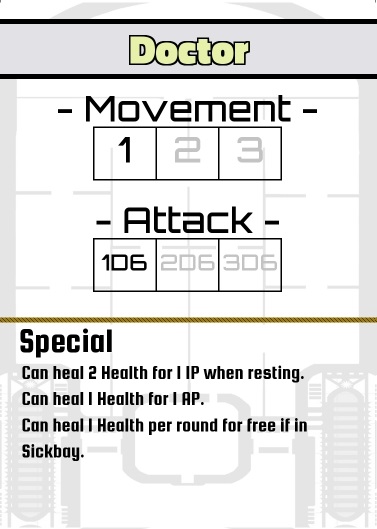 Doctor
- Movement -
1 2 3
- Attack -
1D6 2D6 3D6
Special
Can heal 2 Health for 1 IP when resting.
Can heal 1 Health for 1 AP.
Can heal 1 Health per round for free if in
Sickbay.